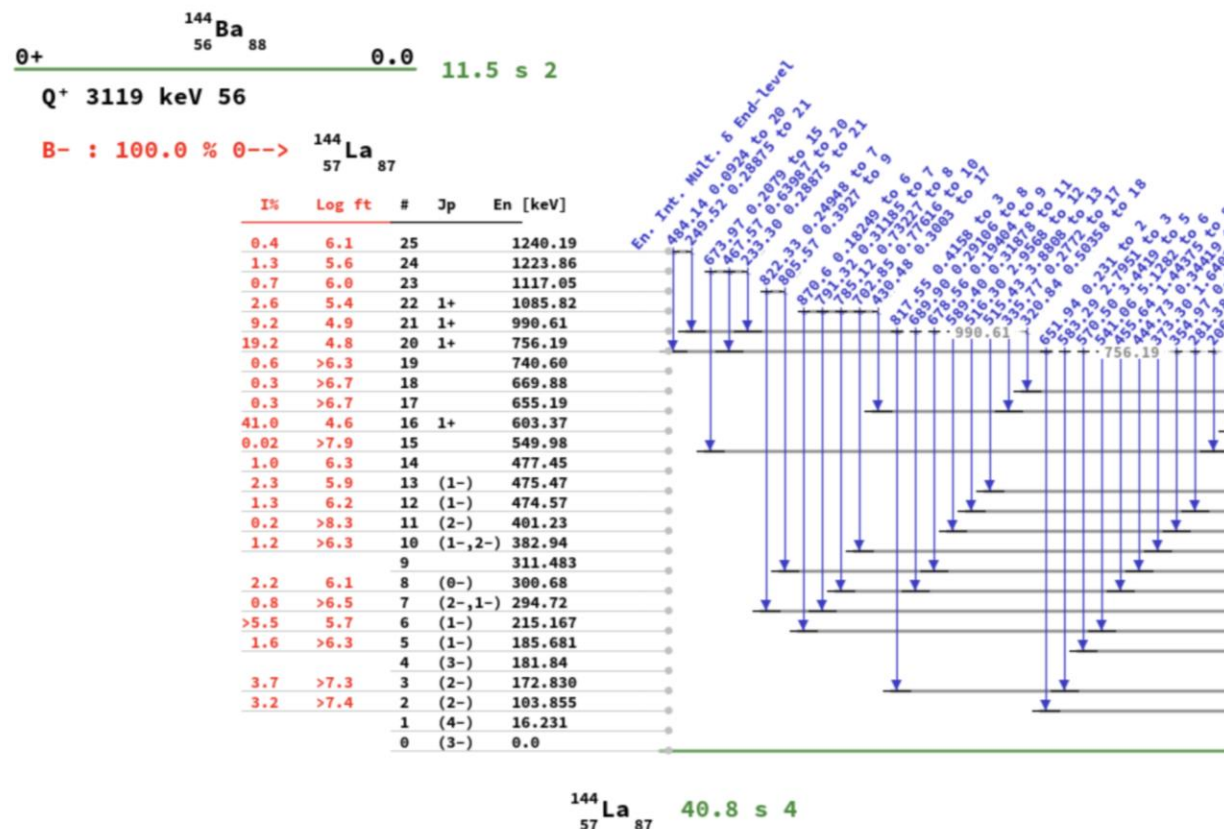 144
56 Ba 88
0+ 0.0
11.5 s 2
Q+ 3119 keV 56
B- : 100.0 % 0--> 144
57 La 87
I% Log ft # Jp En [keV]
0.4 6.1 25 1240.19
1.3 5.6 24 1223.86
0.7 6.0 23 1117.05
2.6 5.4 22 1+ 1085.82
9.2 4.9 21 1+ 990.61
19.2 4.8 20 1+ 756.19
0.6 >6.3 19 740.60
0.3 >6.7 18 669.88
0.3 >6.7 17 655.19
41.0 4.6 16 1+ 603.37
0.02 >7.9 15 549.98
1.0 6.3 14 477.45
2.3 5.9 13 (1-) 475.47
1.3 6.2 12 (1-) 474.57
0.2 >8.3 11 (2-) 401.23
1.2 >6.3 10 (1-,2-) 382.94
9 311.483
2.2 6.1 8 (0-) 300.68
0.8 >6.5 7 (2-,1-) 294.72
>5.5 5.7 6 (1-) 215.167
1.6 >6.3 5 (1-) 185.681
4 (3-) 181.84
3.7 >7.3 3 (2-) 172.830
3.2 >7.4 2 (2-) 103.855
1 (4-) 16.231
0 (3-) 0.0
En. Int. Mult. δ End-level
484.14 0.0924 to 20
249.52 0.28875 to 21
673.97 0.2079 to 15
467.57 0.63987 to 20
233.30 0.28875 to 21
822.33 0.24948 to 7
805.57 0.3927 to 9
870.6 0.18249 to 6
791.32 0.31185 to 7
785.12 0.73227 to 8
702.85 0.77616 to 10
430.48 0.3003 to 17
817.55 0.4158 to 3
689.90 0.29106 to 8
678.56 0.19404 to 9
589.40 0.31878 to 11
516.30 2.9568 to 12
515.43 3.8808 to 13
335.77 0.2772 to 17
320.84 0.50358 to 18
990.61
651.94 0.231 to 2
583.29 2.7951 to 3
570.50 3.4419 to 5
541.06 5.1282 to 6
455.64 1.44375 to
444.73 0.34419
373.30 1.640
354.97 0.
281.3
756.19
144
57 La 87
40.8 s 4